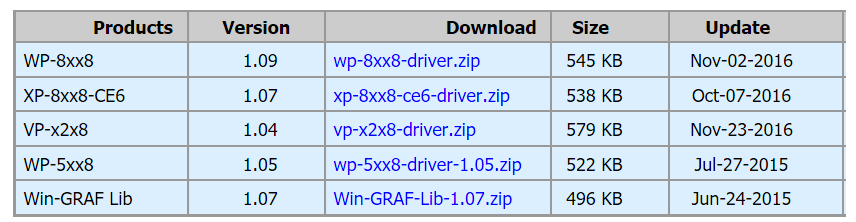 Products Version Download Size Update
WP-8xx8 1.09 wp-8xx8-driver.zip 545 KB Nov-02-2016
XP-8xx8-CE6 1.07 xp-8xx8-ce6-driver.zip 538 KB Oct-07-2016
VP-x2x8 1.04 vp-x2x8-driver.zip 579 KB Nov-23-2016
WP-5xx8 1.05 wp-5xx8-driver-1.05.zip 522 KB Jul-27-2015
Win-GRAF Lib 1.07 Win-GRAF-Lib-1.07.zip 496 KB Jun-24-2015